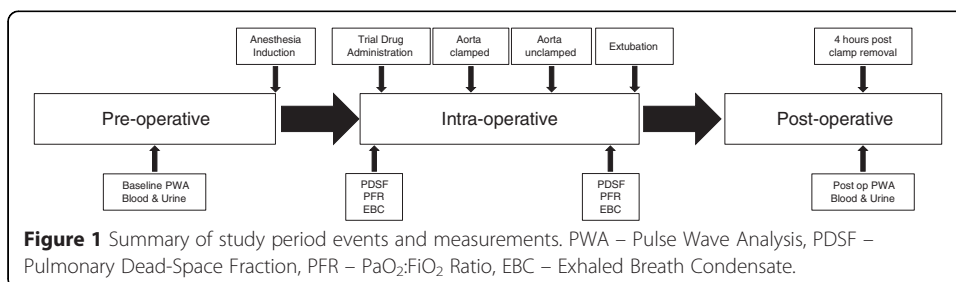 Anesthesia
Induction
Trial Drug
Administration
Aorta
clamped
Aorta
unclamped
Extubation
4 hours post
clamp removal
Pre-operative
Intra-operative
Post-operative
Baseline PWA
Blood & Urine
PDSF
PFR
EBC
PDSF
PFR
EBC
Post op PWA
Blood & Urine
Figure 1 Summary of study period events and measurements. PWA – Pulse Wave Analysis, PDSF –
Pulmonary Dead-Space Fraction, PFR – PaO₂:FiO₂ Ratio, EBC – Exhaled Breath Condensate.